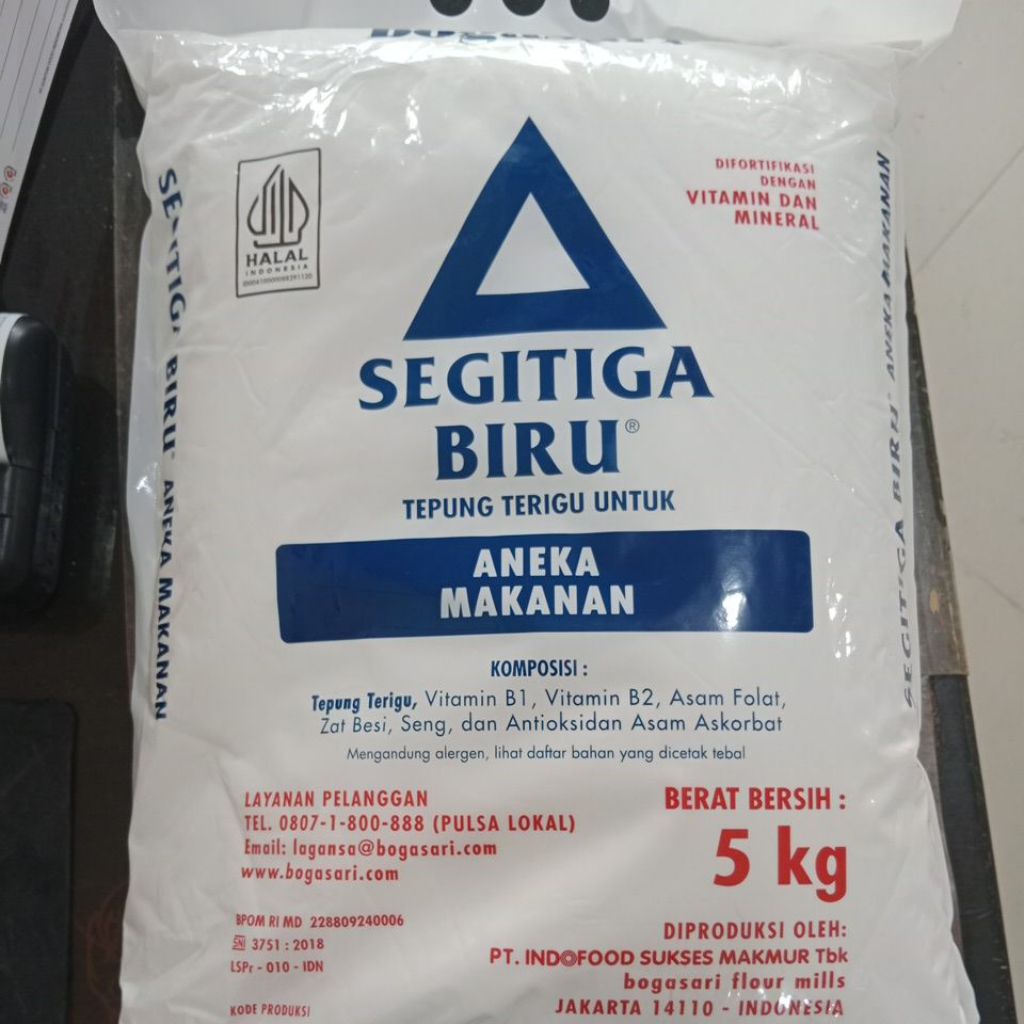 HALAL
INDONESIA
DIFORTIFIKASI
DENGAN
VITAMIN DAN
MINERAL
SEGITIGA BIRU ANEKA MAKANAN
SEGITIGA
BIRU®
TEPUNG TERIGU UNTUK
ANEKA
MAKANAN
SEGITIGA BIRU® ANEKA MAKANAN
KOMPOSISI :
Tepung Terigu, Vitamin B1, Vitamin B2, Asam Folat,
Zat Besi, Seng, dan Antioksidan Asam Askorbat
Mengandung alergen, lihat daftar bahan yang dicetak tebal
LAYANAN PELANGGAN
TEL. 0807-1-800-888 (PULSA LOKAL)
Email: lagansa@bogasari.com
www.bogasari.com
BERAT BERSIH :
5 kg
BPOM RI MD 228809240006
SNI 3751 : 2018
LSPr - 010 - IDN
KODE PRODUKSI
DIPRODUKSI OLEH:
PT. INDOFOOD SUKSES MAKMUR Tbk
bogasari flour mills
JAKARTA 14110 - INDONESIA